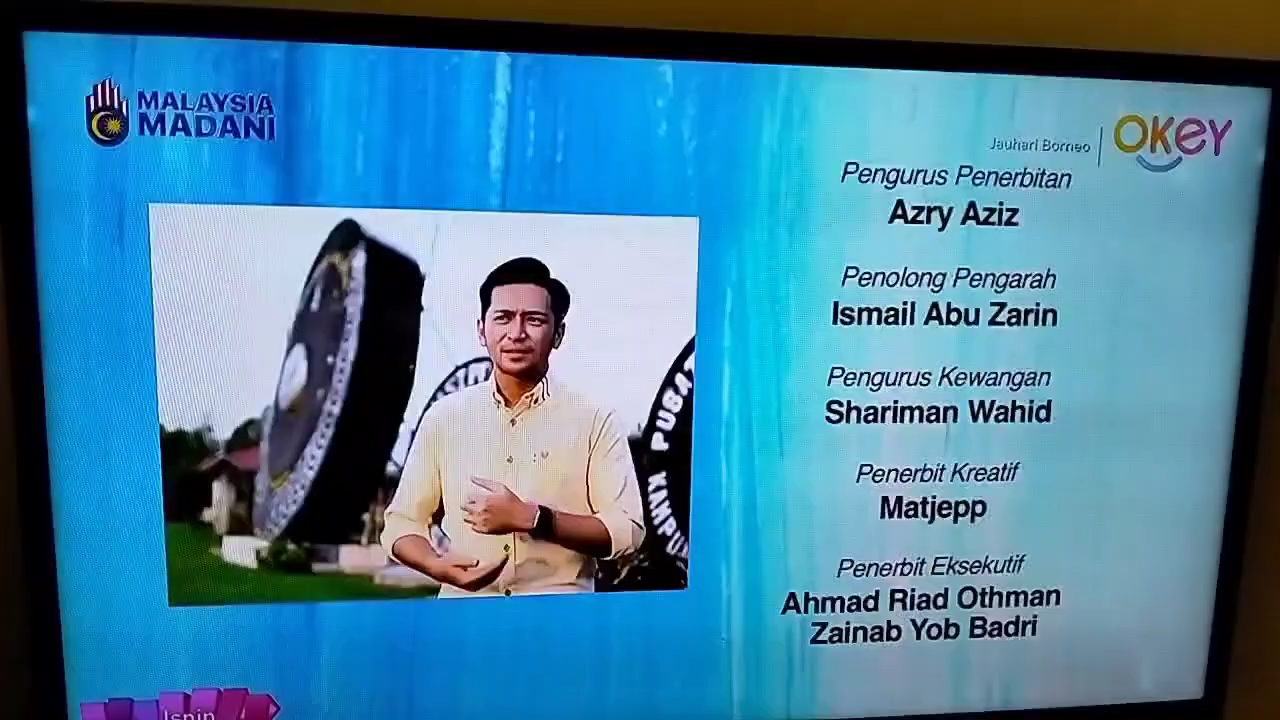 MALAYSIA
MADANI
Jauhari Borneo
OKEY
Pengurus Penerbitan
Azry Aziz
Penolong Pengarah
Ismail Abu Zarin
Pengurus Kewangan
Shariman Wahid
Penerbit Kreatif
Matjepp
Penerbit Eksekutif
Ahmad Riad Othman
Zainab Yob Badri
Isnin